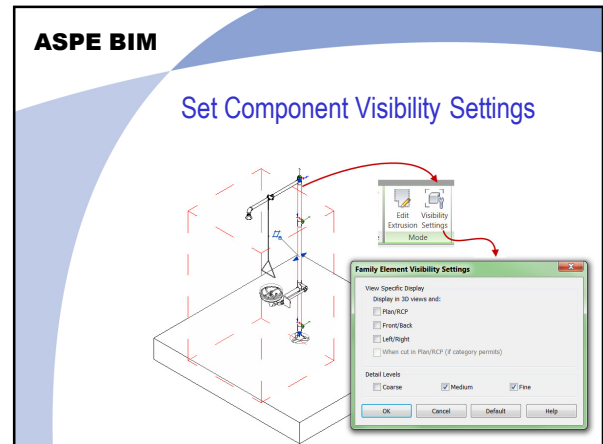 ASPE BIM
Set Component Visibility Settings
Edit Extrusion
Visibility Settings
Mode
Family Element Visibility Settings
View Specific Display
Display in 3D views and:
Plan/RCP
Front/Back
Left/Right
When cut in Plan/RCP (if category permits)
Detail Levels
Coarse Medium Fine
OK Cancel Default Help